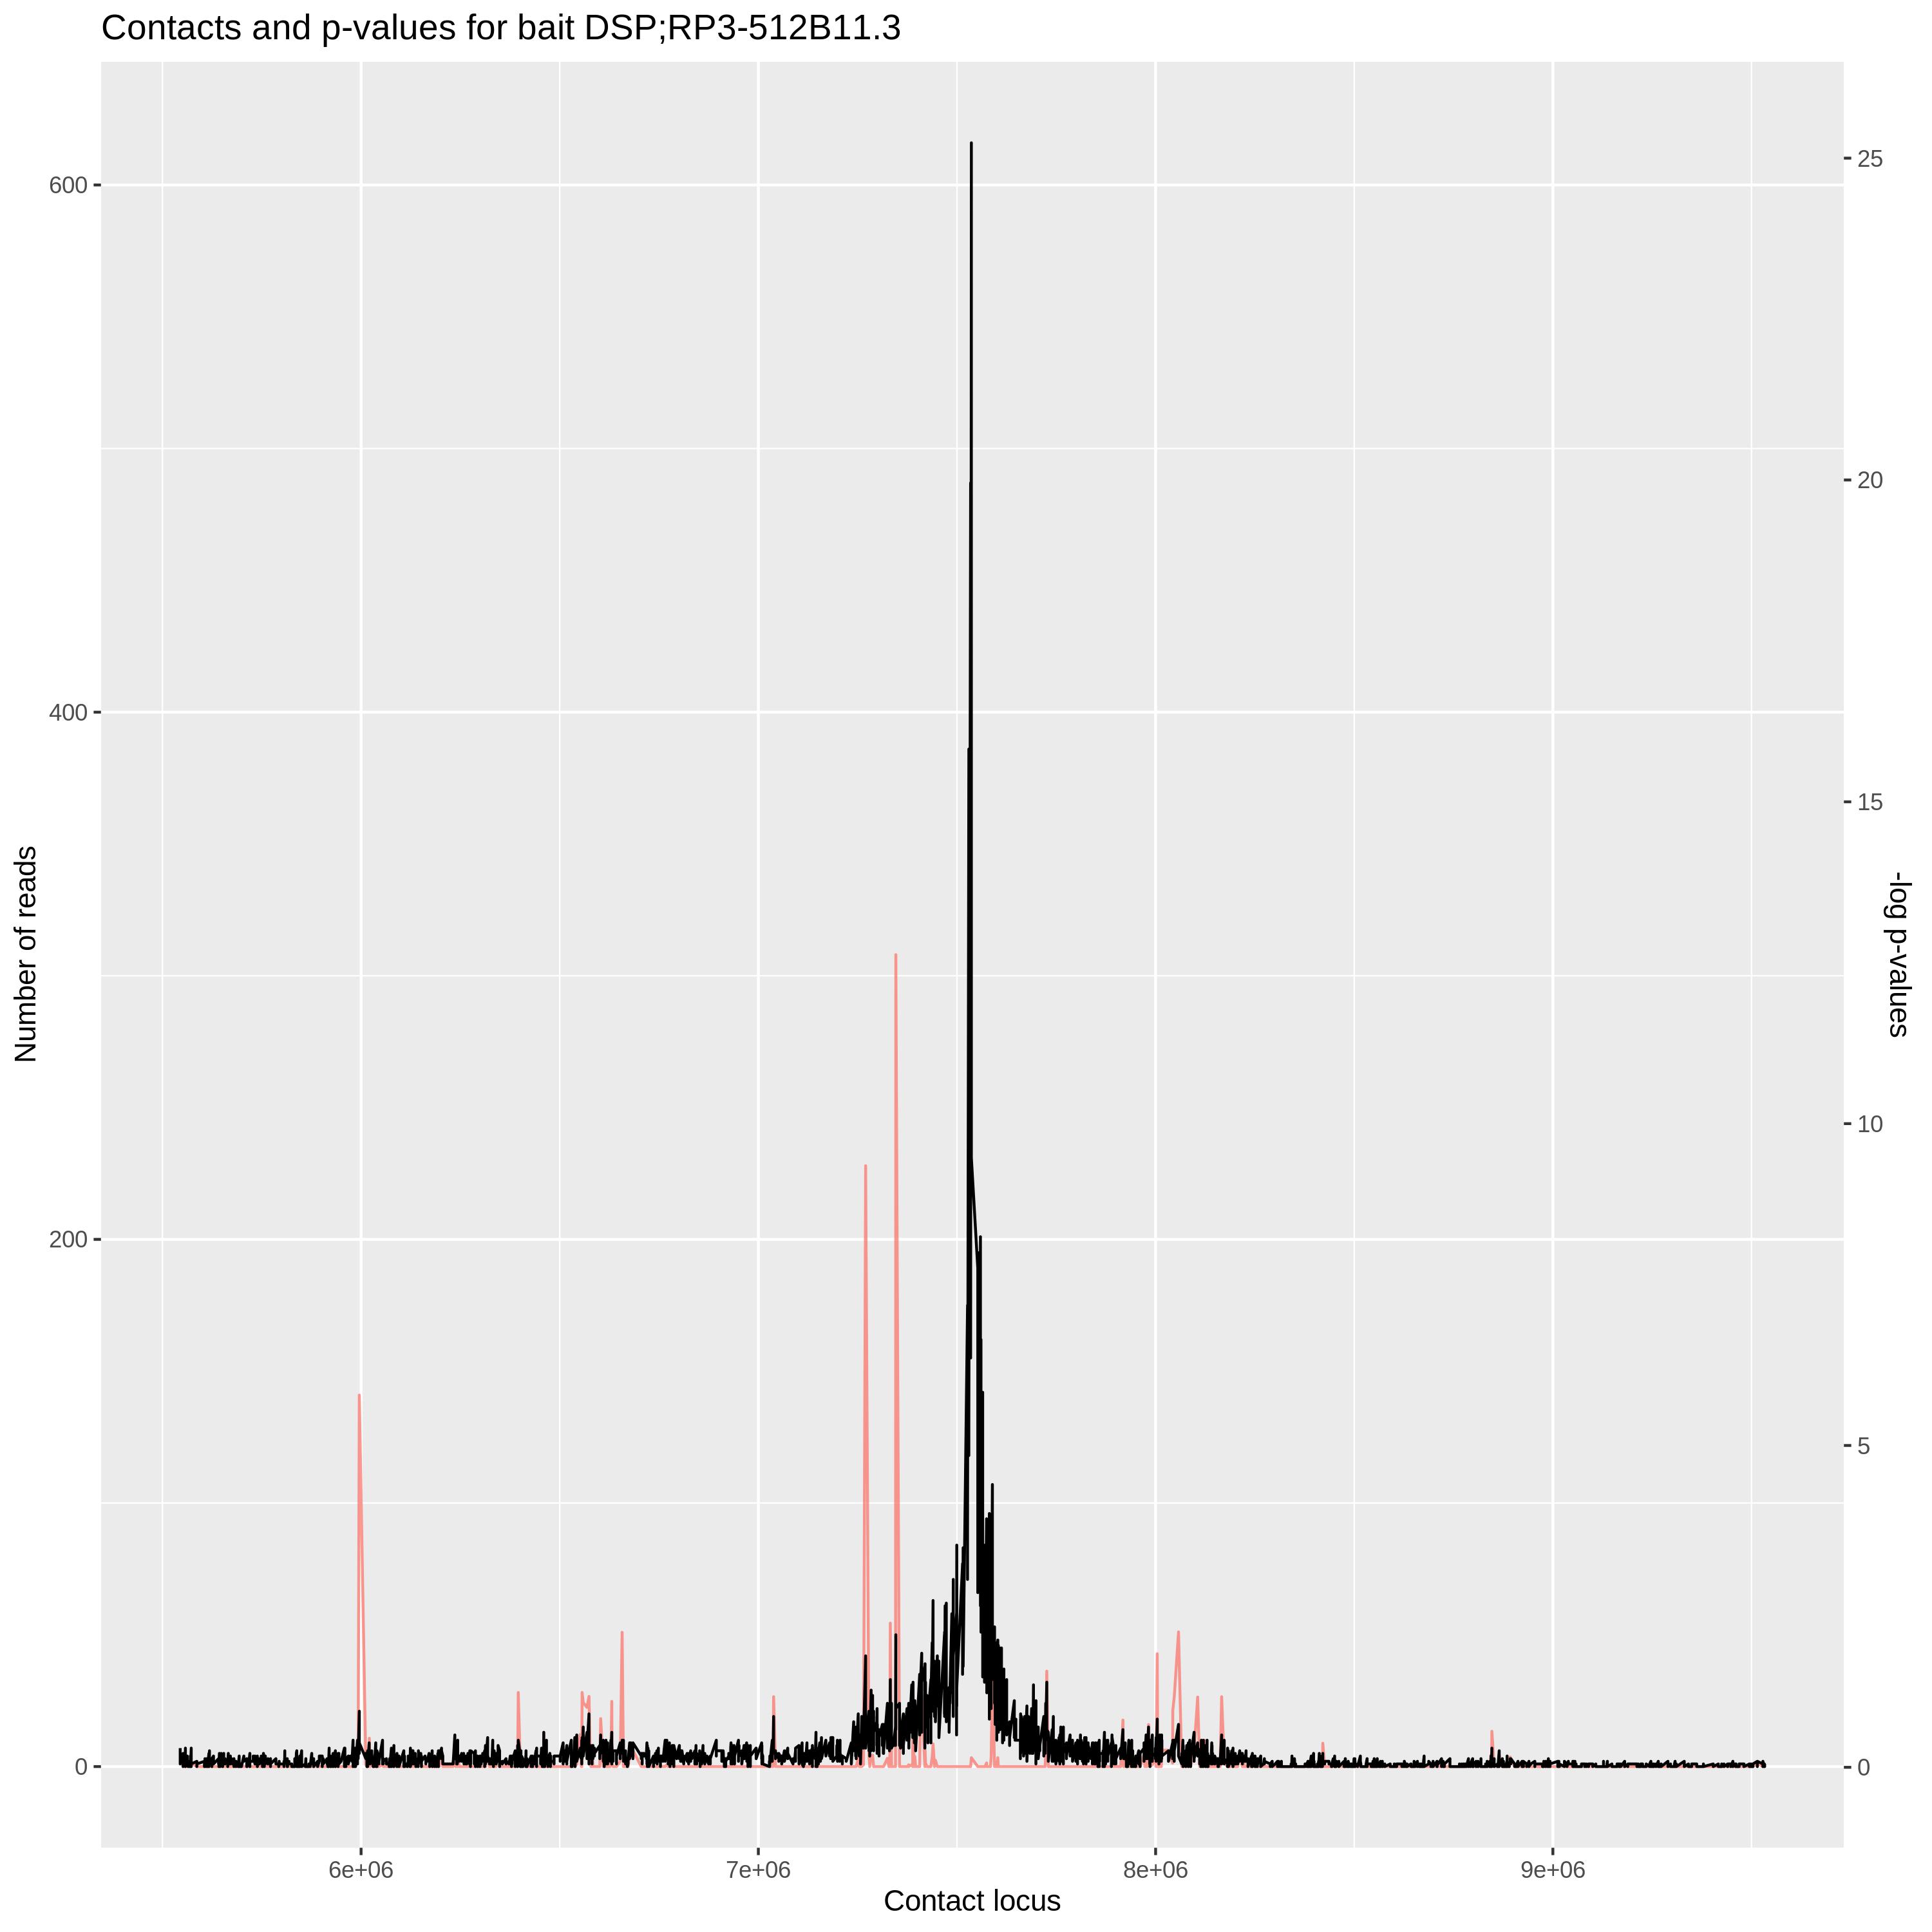 Contacts and p-values for bait DSP;RP3-512B11.3
600
400
200
0
Number of reads
25
20
15
10
5
0
-log p-values
6e+06
7e+06
8e+06
9e+06
Contact locus